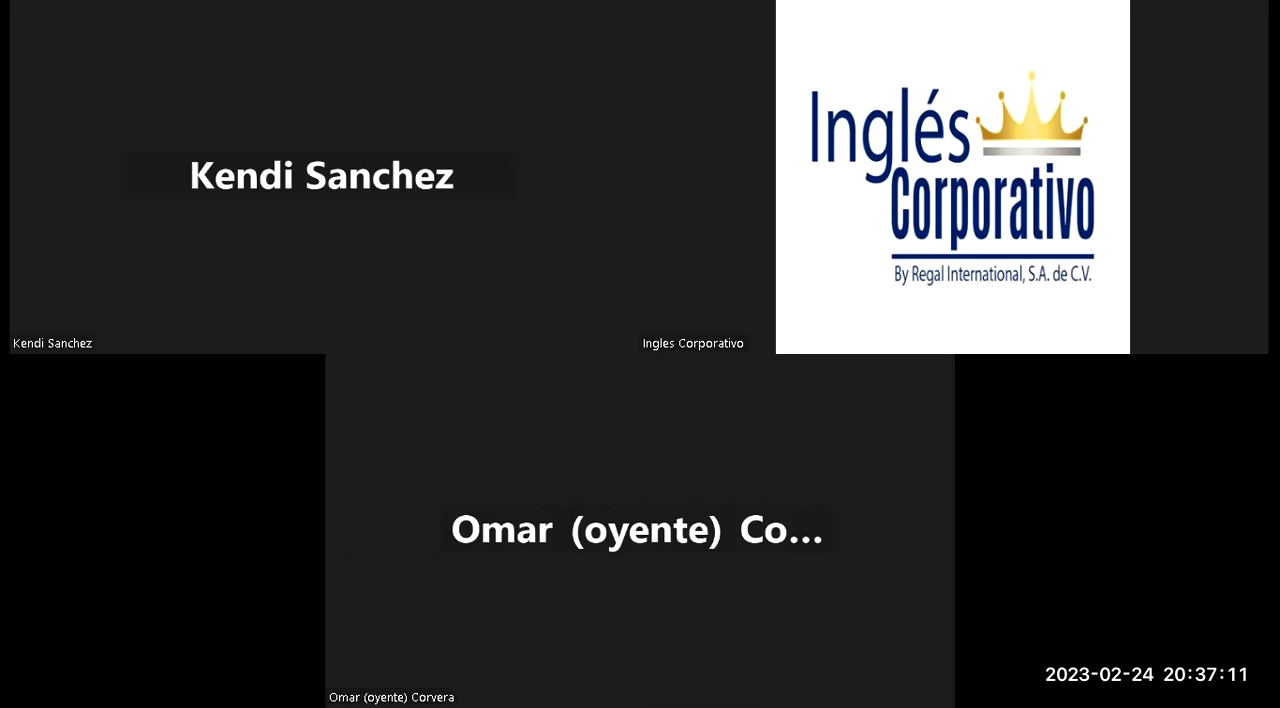 Kendi Sanchez
Inglés
Corporativo
By Regal International, S.A. de C.V.
Kendi Sanchez
Ingles Corporativo
Omar (oyente) Co...
Omar (oyente) Corvera
2023-02-24 20:37:11